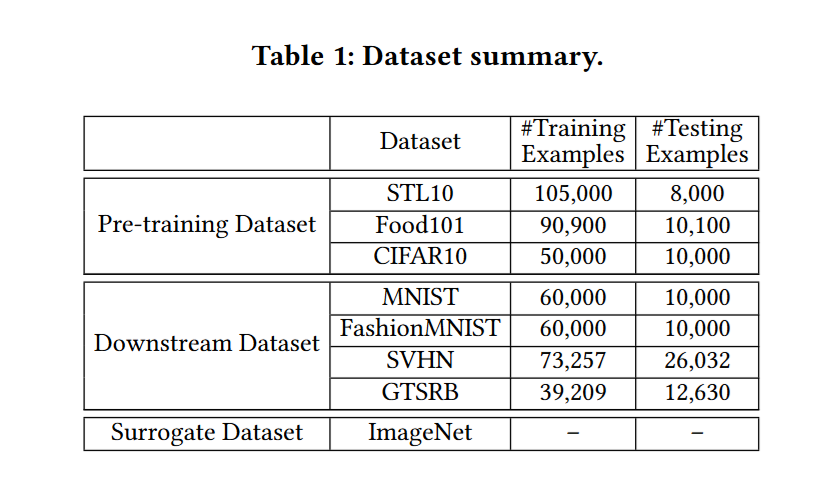 Table 1: Dataset summary.
Dataset #Training Examples #Testing Examples
Pre-training Dataset STL10 105,000 8,000
Food101 90,900 10,100
CIFAR10 50,000 10,000
Downstream Dataset MNIST 60,000 10,000
FashionMNIST 60,000 10,000
SVHN 73,257 26,032
GTSRB 39,209 12,630
Surrogate Dataset ImageNet – –